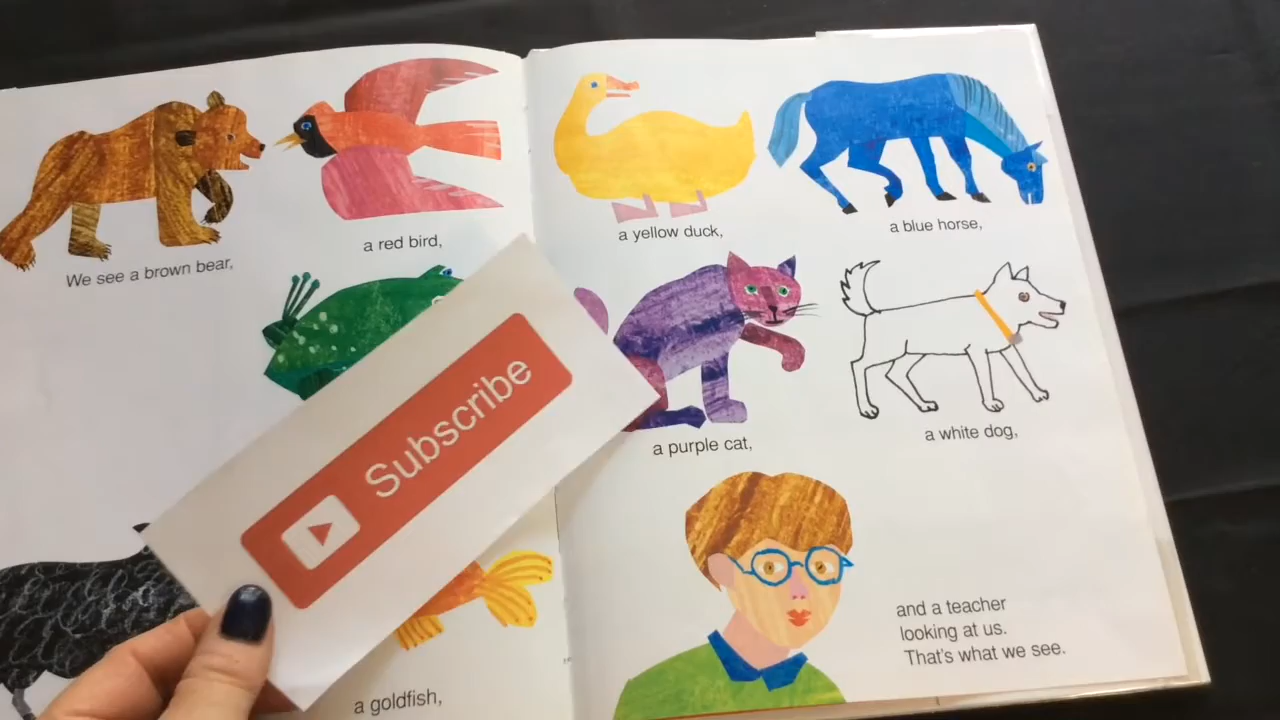 We see a brown bear,
a red bird,
a yellow duck,
a blue horse,
a purple cat,
a white dog,
Subscribe
a goldfish,
and a teacher
looking at us.
That's what we see.